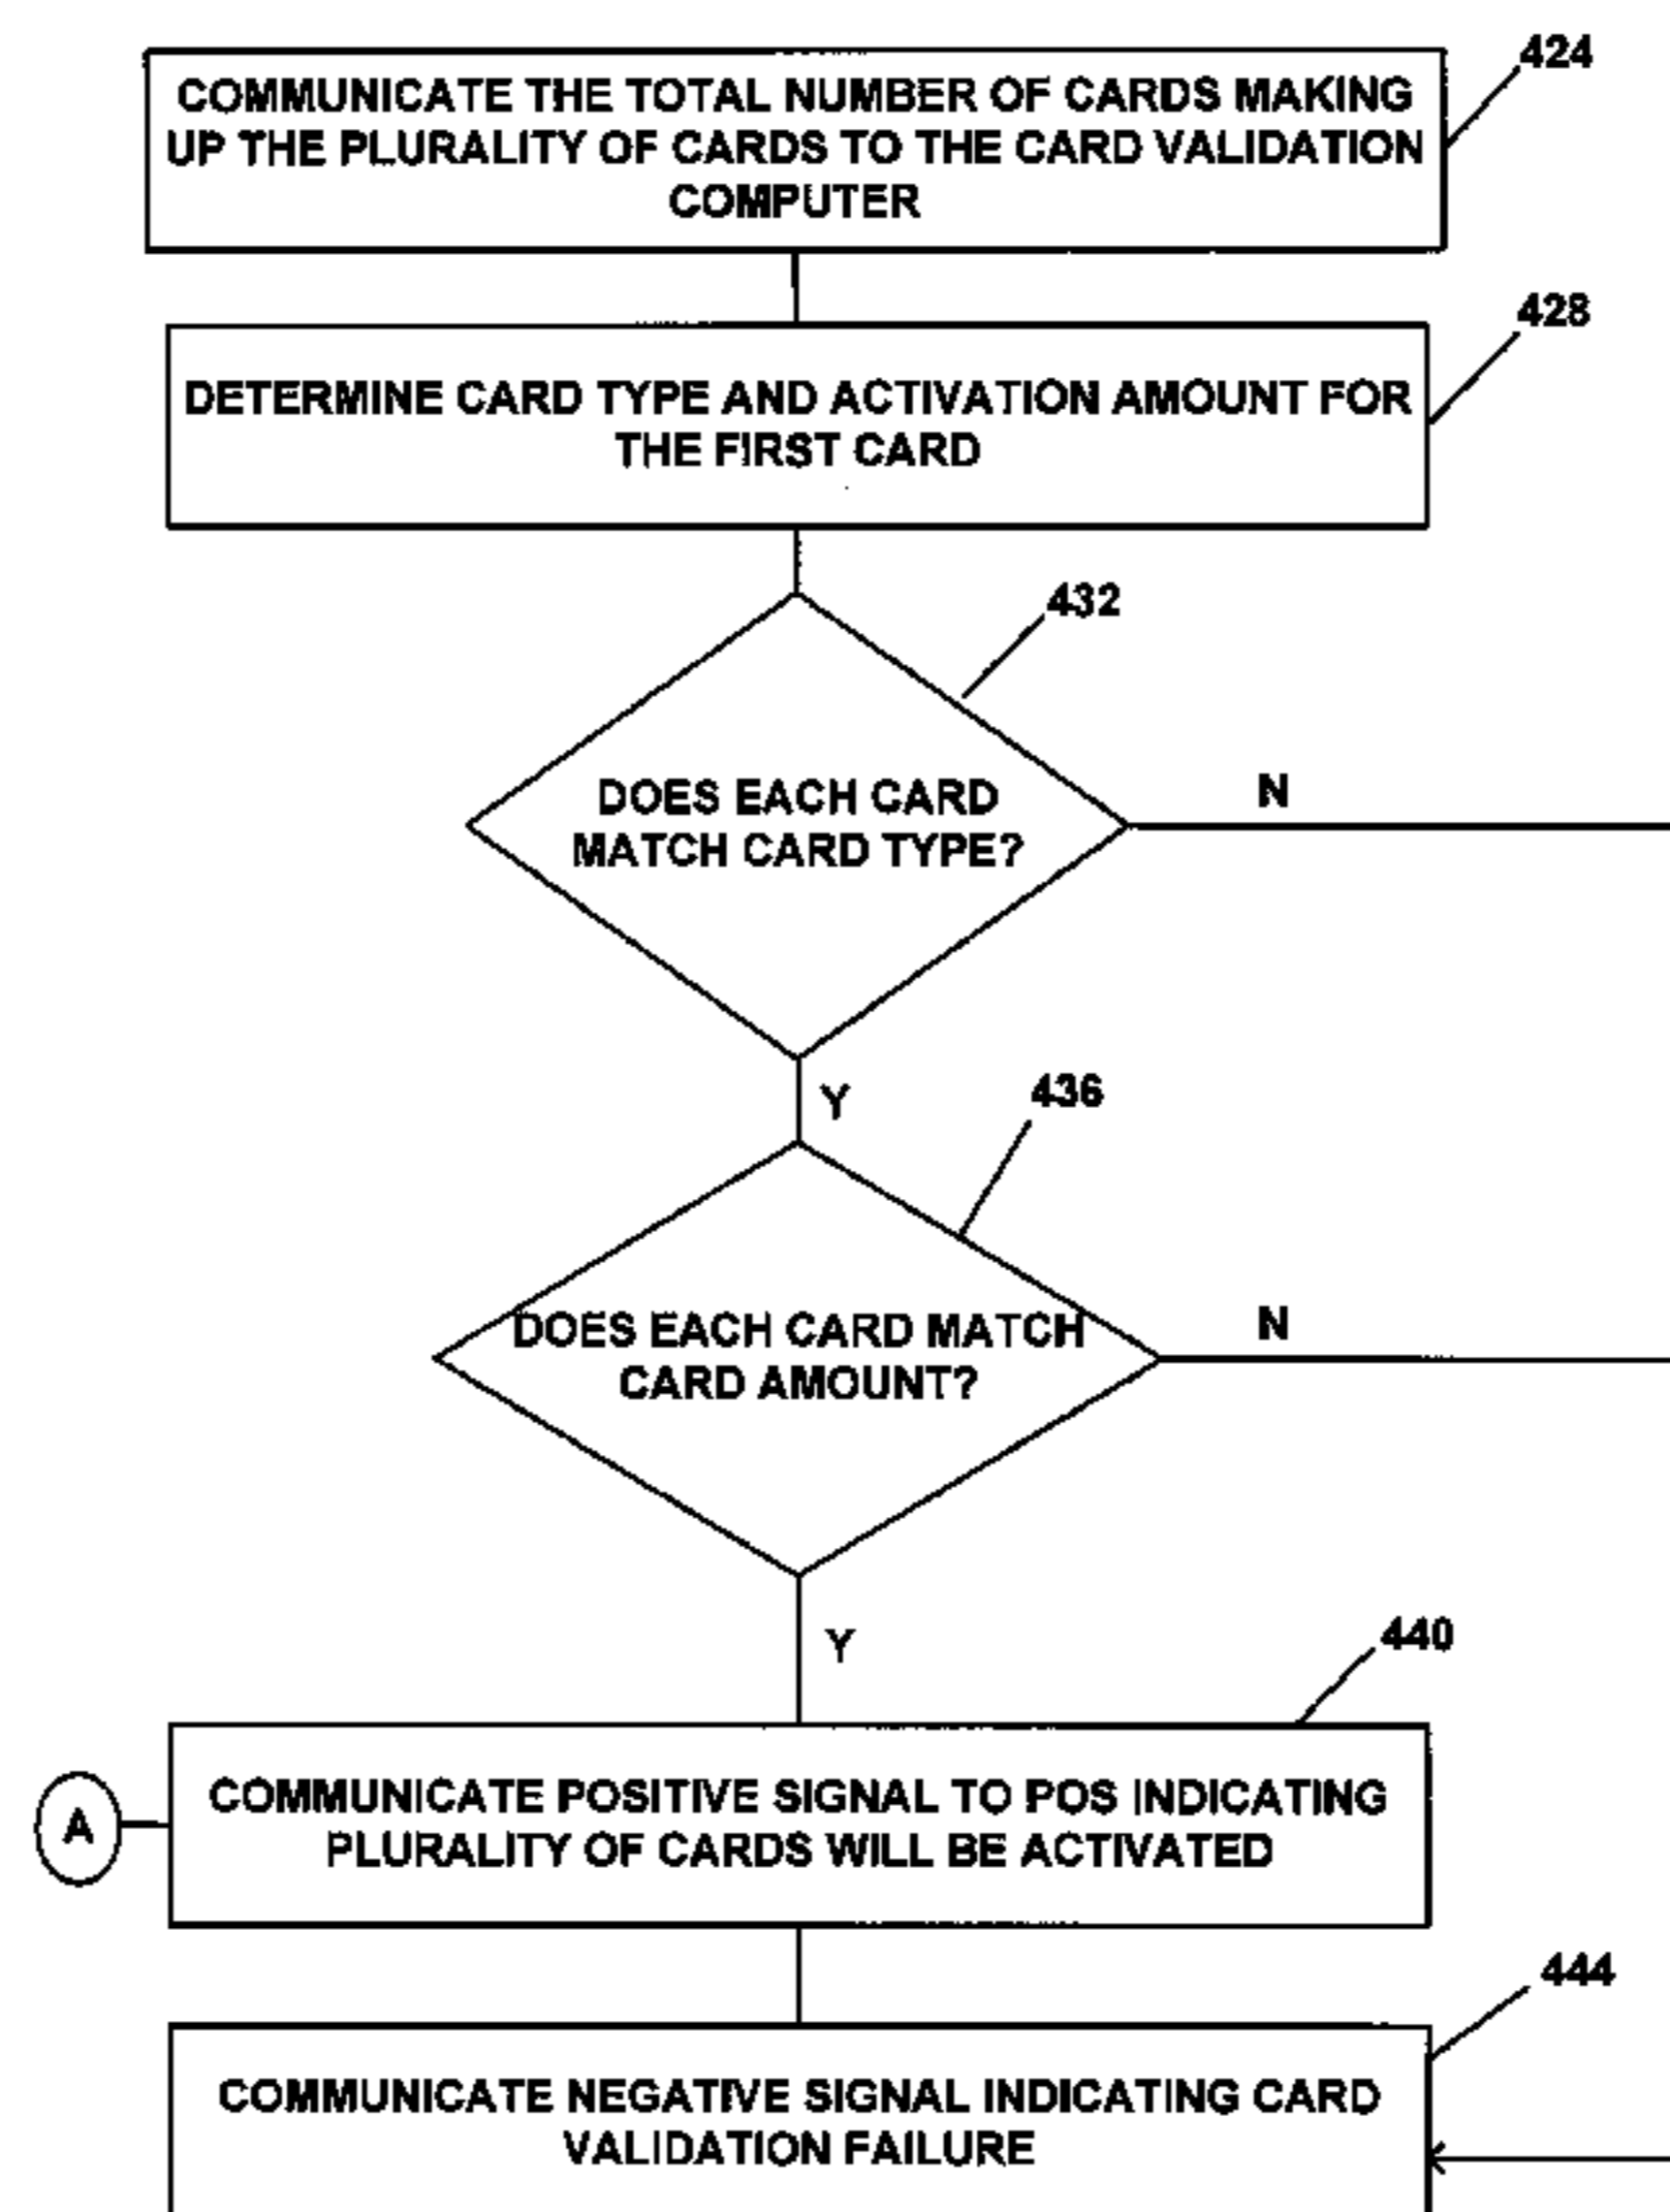 424
COMMUNICATE THE TOTAL NUMBER OF CARDS MAKING
UP THE PLURALITY OF CARDS TO THE CARD VALIDATION
COMPUTER
428
DETERMINE CARD TYPE AND ACTIVATION AMOUNT FOR
THE FIRST CARD
432
DOES EACH CARD
MATCH CARD TYPE?
N
Y
436
DOES EACH CARD MATCH
CARD AMOUNT?
N
Y
440
A
COMMUNICATE POSITIVE SIGNAL TO POS INDICATING
PLURALITY OF CARDS WILL BE ACTIVATED
444
COMMUNICATE NEGATIVE SIGNAL INDICATING CARD
VALIDATION FAILURE